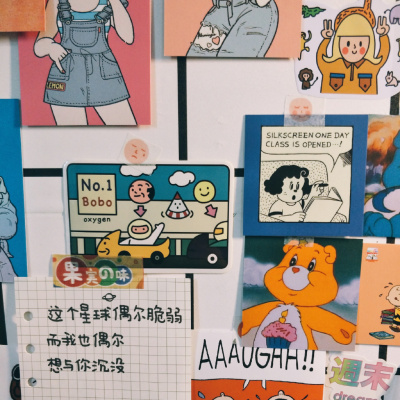 LEMON
SILKSCREEN ONE DAY
CLASS IS OPENED...!
No.1
Bobo
oxygen
果美の味
这个星球偶尔脆弱
而我也偶尔
想与你沉没
AAAUGHH!!
週末
dream